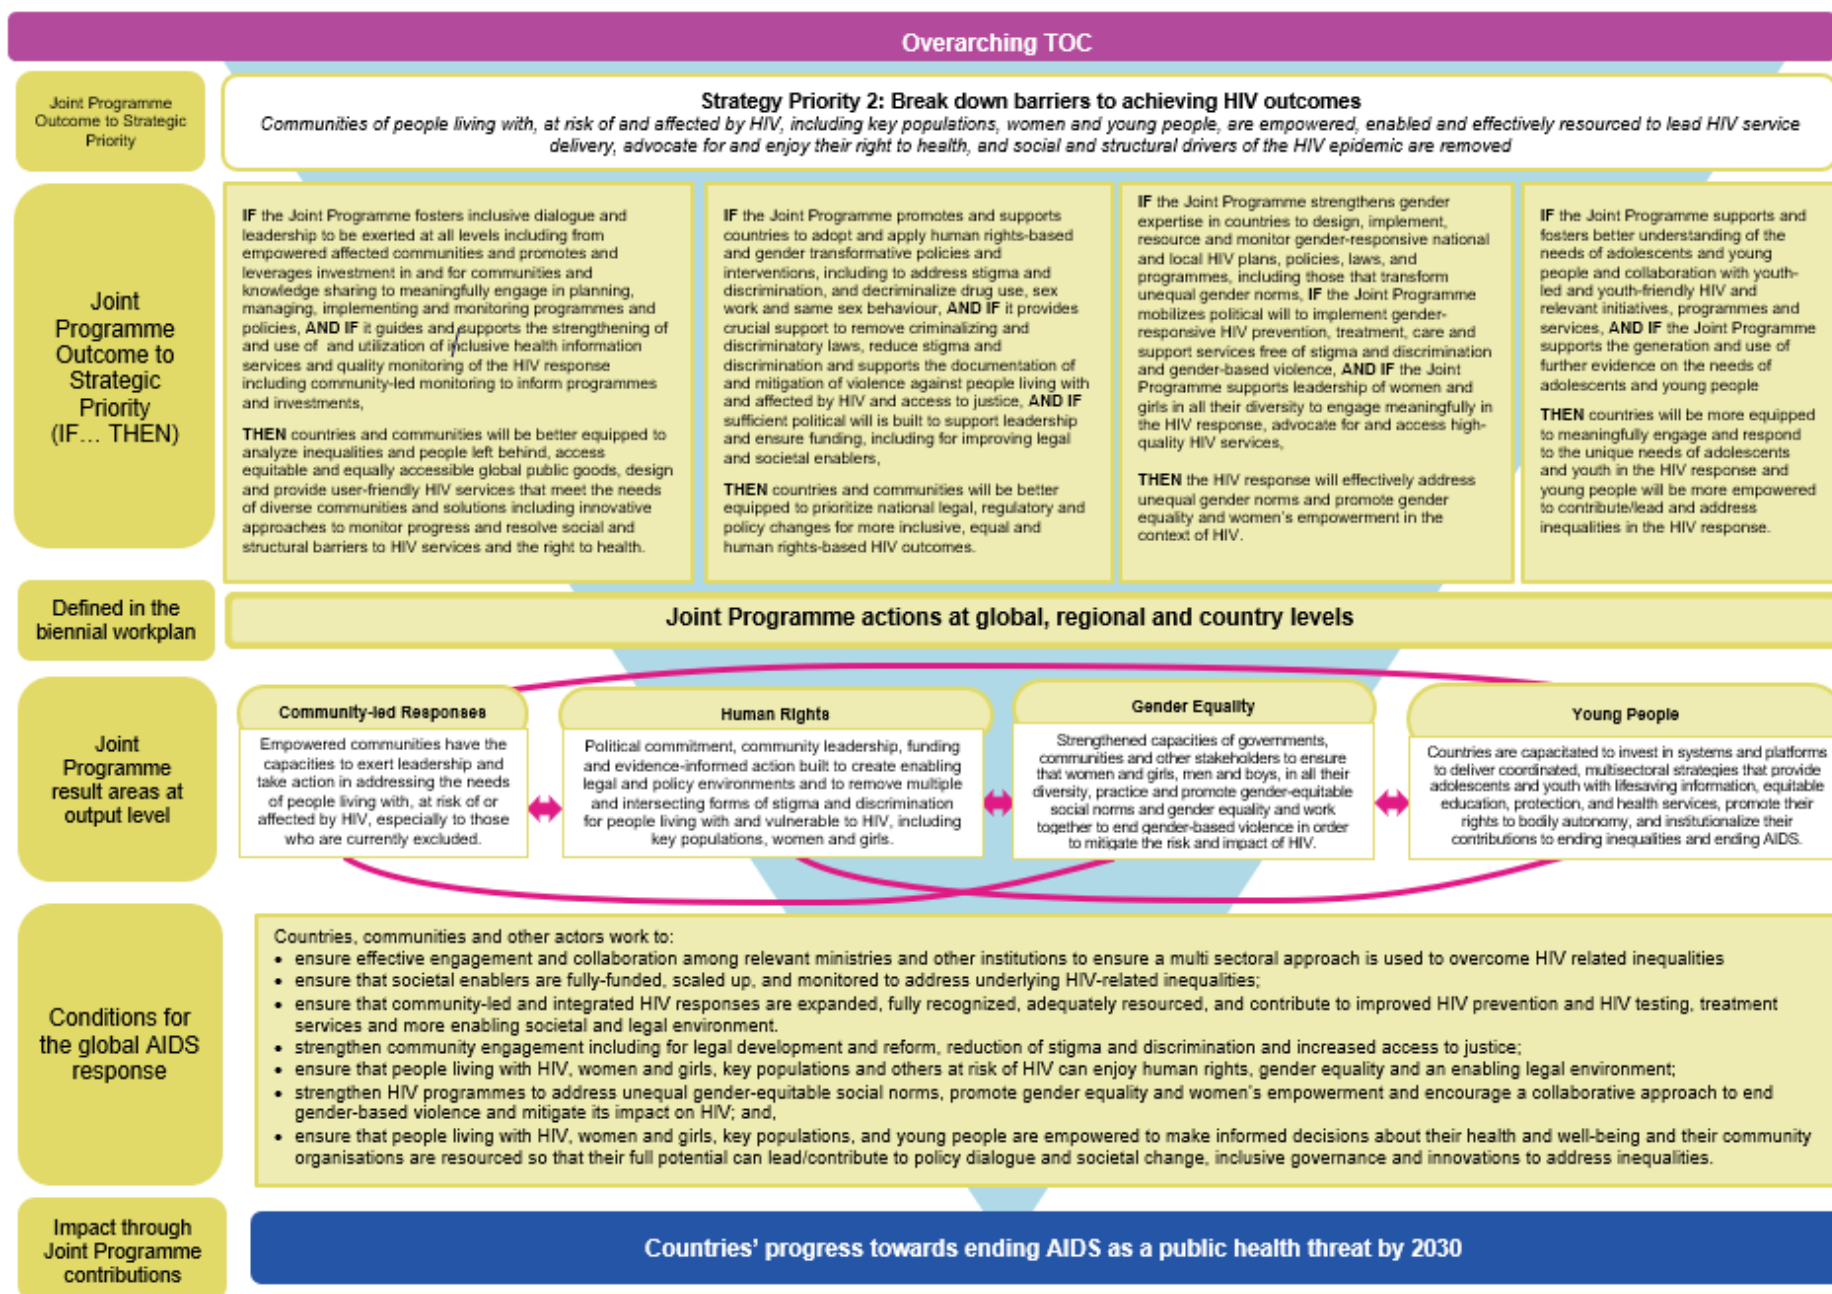 Overarching TOC
Joint Programme
Outcome to Strategic
Priority
Strategy Priority 2: Break down barriers to achieving HIV outcomes
Communities of people living with, at risk of and affected by HIV, including key populations, women and young people, are empowered, enabled and effectively resourced to lead HIV service
delivery, advocate for and enjoy their right to health, and social and structural drivers of the HIV epidemic are removed
Joint
Programme
Outcome to
Strategic
Priority
(IF... THEN)
IF the Joint Programme fosters inclusive dialogue and
leadership to be exerted at all levels including from
empowered affected communities and promotes and
leverages investment in and for communities and
knowledge sharing to meaningfully engage in planning,
managing, implementing and monitoring programmes and
policies, AND IF it guides and supports the strengthening of
and use of and utilization of inclusive health information
services and quality monitoring of the HIV response
including community-led monitoring to inform programmes
and investments,
THEN countries and communities will be better equipped to
analyze inequalities and people left behind, access
equitable and equally accessible global public goods, design
and provide user-friendly HIV services that meet the needs
of diverse communities and solutions including innovative
approaches to monitor progress and resolve social and
structural barriers to HIV services and the right to health.
IF the Joint Programme promotes and supports
countries to adopt and apply human rights-based
and gender transformative policies and
interventions, including to address stigma and
discrimination, and decriminalize drug use, sex
work and same sex behaviour, AND IF it provides
crucial support to remove criminalizing and
discriminatory laws, reduce stigma and
discrimination and supports the documentation of
and mitigation of violence against people living with
and affected by HIV and access to justice, AND IF
sufficient political will is built to support leadership
and ensure funding, including for improving legal
and societal enablers,
THEN countries and communities will be better
equipped to prioritize national legal, regulatory and
policy changes for more inclusive, equal and
human rights-based HIV outcomes.
IF the Joint Programme strengthens gender
expertise in countries to design, implement,
resource and monitor gender-responsive national
and local HIV plans, policies, laws, and
programmes, including those that transform
unequal gender norms, IF the Joint Programme
mobilizes political will to implement gender-
responsive HIV prevention, treatment, care and
support services free of stigma and discrimination
and gender-based violence, AND IF the Joint
Programme supports leadership of women and
girls in all their diversity to engage meaningfully in
the HIV response, advocate for and access high-
quality HIV services,
THEN the HIV response will effectively address
unequal gender norms and promote gender
equality and women's empowerment in the
context of HIV.
IF the Joint Programme supports and
fosters better understanding of the
needs of adolescents and young
people and collaboration with youth-
led and youth-friendly HIV and
relevant initiatives, programmes and
services, AND IF the Joint Programme
supports the generation and use of
further evidence on the needs of
adolescents and young people
THEN countries will be more equipped
to meaningfully engage and respond
to the unique needs of adolescents
and youth in the HIV response and
young people will be more empowered
to contribute/lead and address
inequalities in the HIV response.
Defined in the
biennial workplan
Joint Programme actions at global, regional and country levels
Joint
Programme
result areas at
output level
Community-led Responses
Empowered communities have the
capacities to exert leadership and
take action in addressing the needs
of people living with, at risk of or
affected by HIV, especially to those
who are currently excluded.
Human Rights
Political commitment, community leadership, funding
and evidence-informed action built to create enabling
legal and policy environments and to remove multiple
and intersecting forms of stigma and discrimination
for people living with and vulnerable to HIV, including
key populations, women and girls.
Gender Equality
Strengthened capacities of governments,
communities and other stakeholders to ensure
that women and girls, men and boys, in all their
diversity, practice and promote gender-equitable
social norms and gender equality and work
together to end gender-based violence in order
to mitigate the risk and impact of HIV.
Young People
Countries are capacitated to invest in systems and platforms
to deliver coordinated, multisectoral strategies that provide
adolescents and youth with lifesaving information, equitable
education, protection, and health services, promote their
rights to bodily autonomy, and institutionalize their
contributions to ending inequalities and ending AIDS.
Conditions for
the global AIDS
response
Countries, communities and other actors work to:
• ensure effective engagement and collaboration among relevant ministries and other institutions to ensure a multi sectoral approach is used to overcome HIV related inequalities
• ensure that societal enablers are fully-funded, scaled up, and monitored to address underlying HIV-related inequalities;
• ensure that community-led and integrated HIV responses are expanded, fully recognized, adequately resourced, and contribute to improved HIV prevention and HIV testing, treatment
services and more enabling societal and legal environment.
• strengthen community engagement including for legal development and reform, reduction of stigma and discrimination and increased access to justice;
• ensure that people living with HIV, women and girls, key populations and others at risk of HIV can enjoy human rights, gender equality and an enabling legal environment;
• strengthen HIV programmes to address unequal gender-equitable social norms, promote gender equality and women's empowerment and encourage a collaborative approach to end
gender-based violence and mitigate its impact on HIV; and,
• ensure that people living with HIV, women and girls, key populations, and young people are empowered to make informed decisions about their health and well-being and their community
organisations are resourced so that their full potential can lead/contribute to policy dialogue and societal change, inclusive governance and innovations to address inequalities.
Impact through
Joint Programme
contributions
Countries' progress towards ending AIDS as a public health threat by 2030